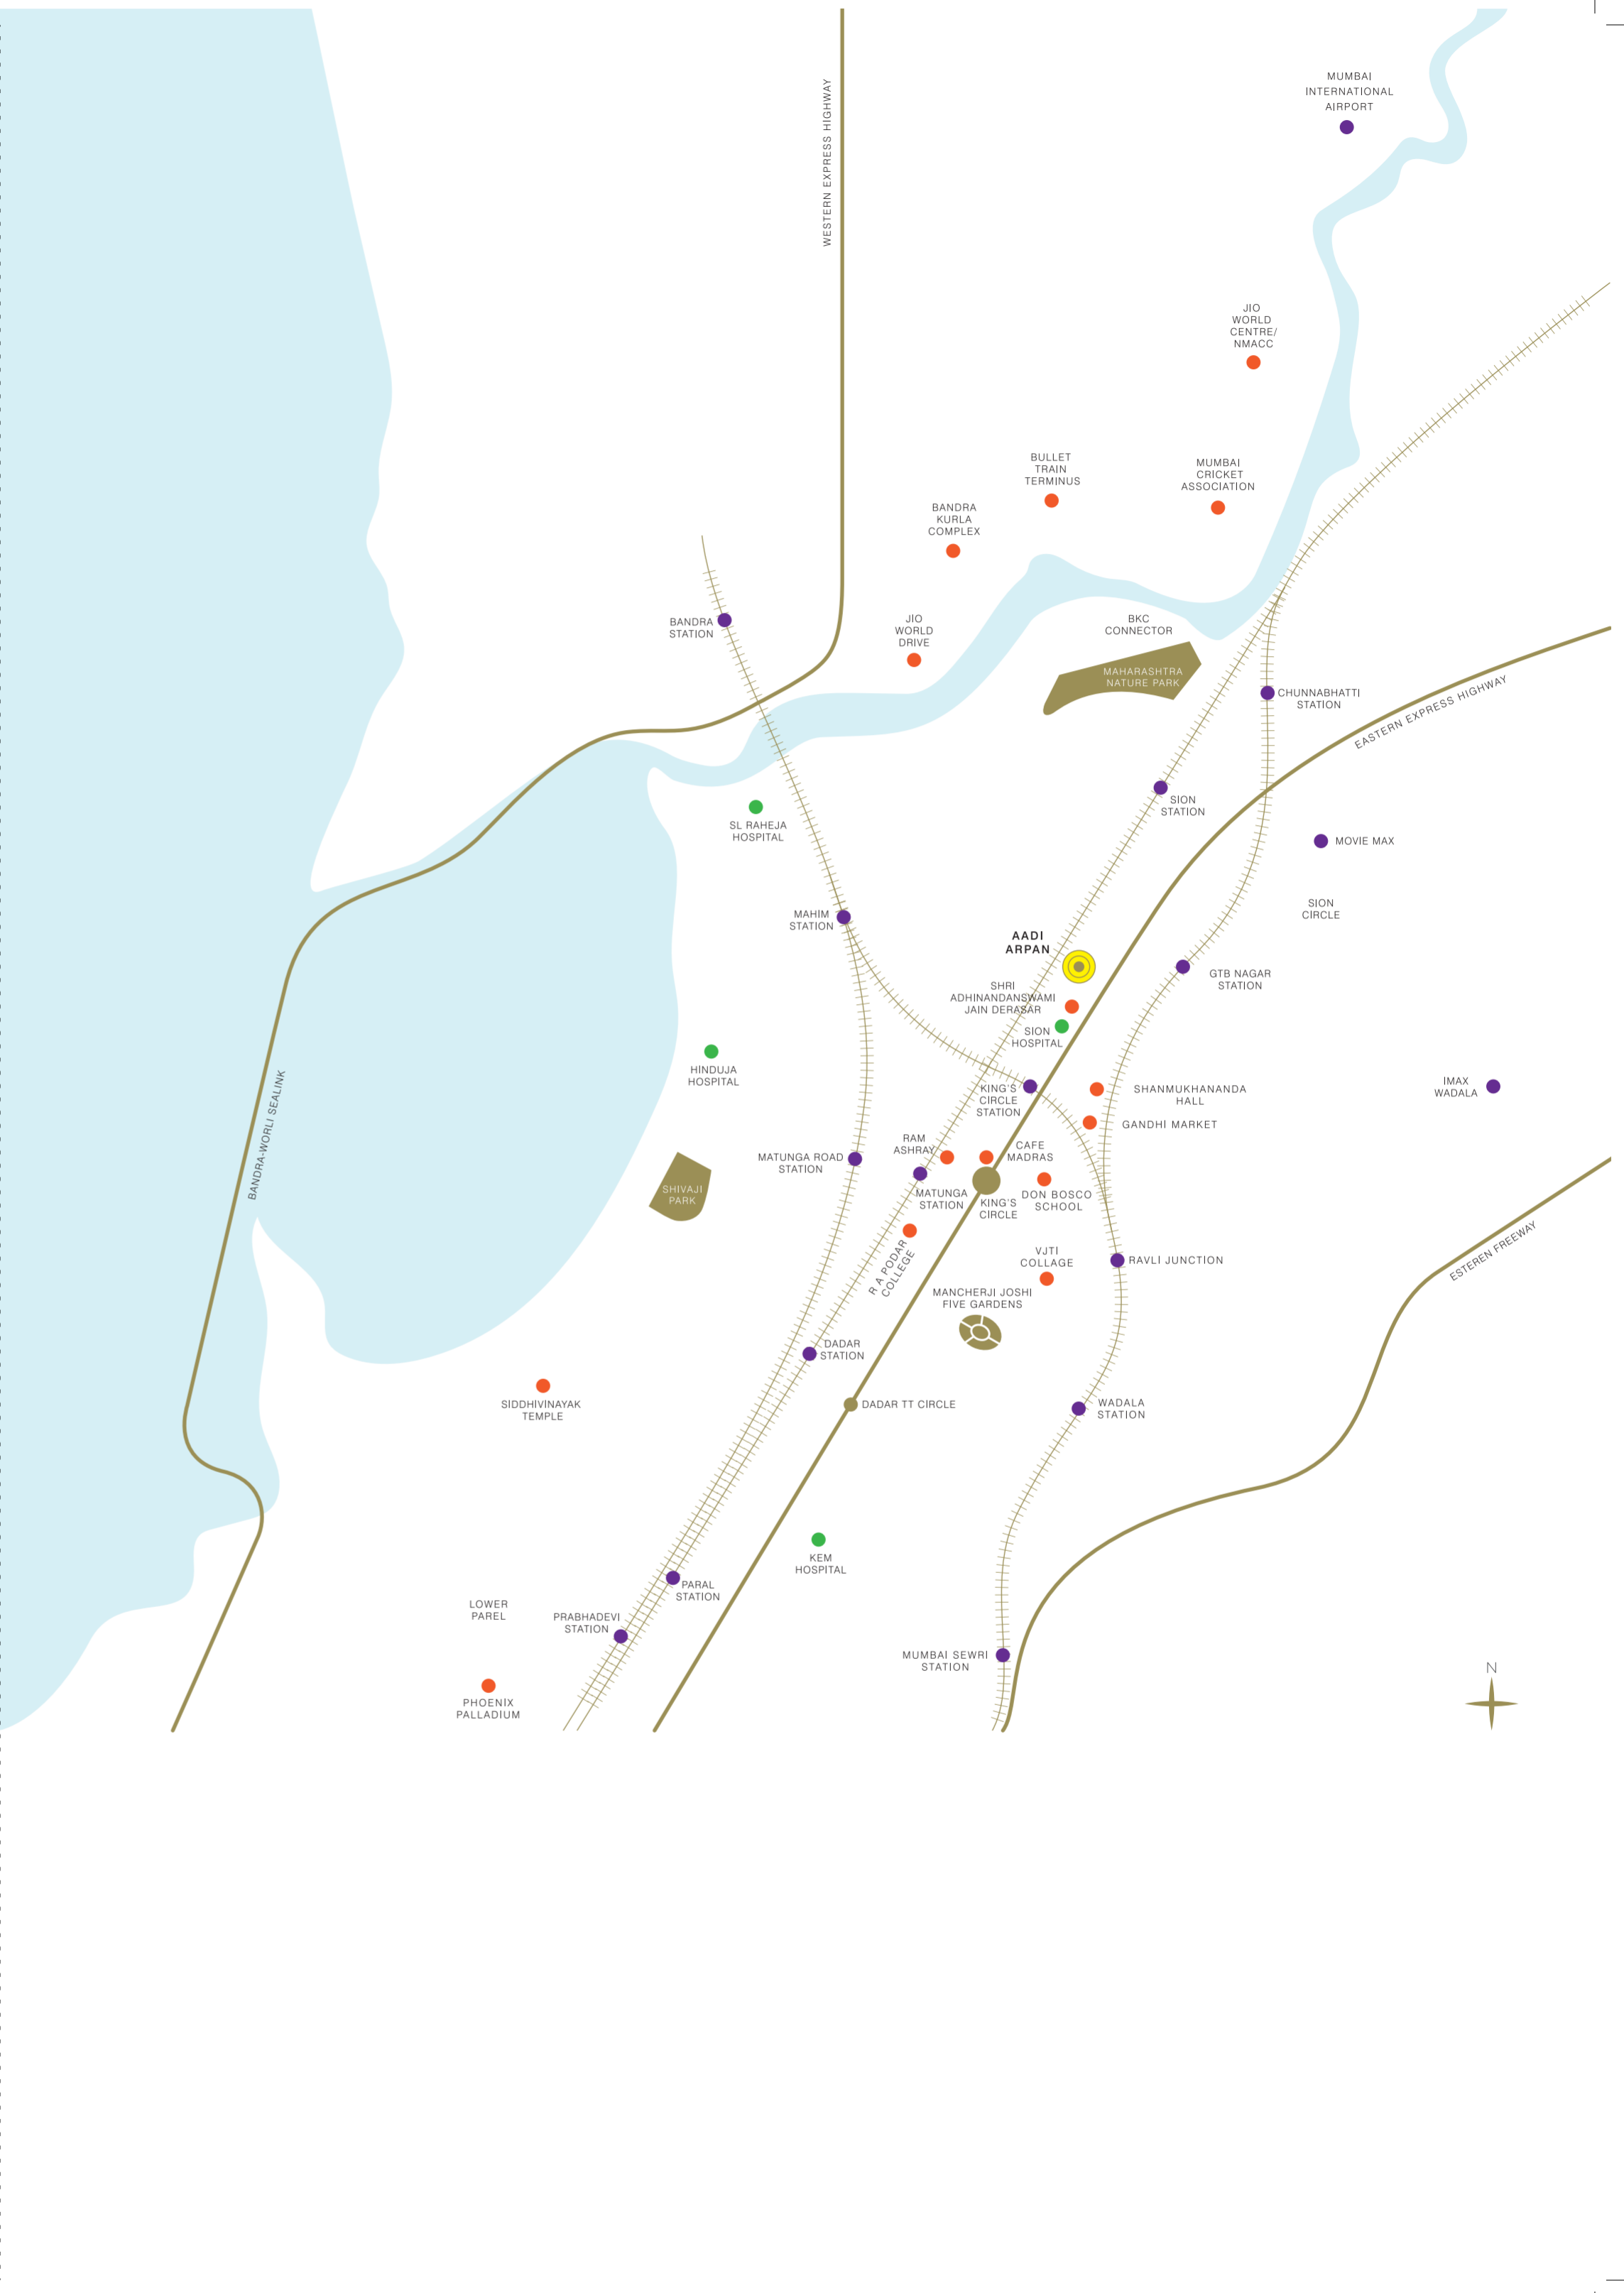 MUMBAI
INTERNATIONAL
AIRPORT
WESTERN EXPRESS HIGHWAY
JIO
WORLD
CENTRE/
NMACC
BULLET
TRAIN
TERMINUS
MUMBAI
CRICKET
ASSOCIATION
BANDRA
KURLA
COMPLEX
BANDRA
STATION
JIO
WORLD
DRIVE
BKC
CONNECTOR
MAHARASHTRA
NATURE PARK
CHUNNABHATTI
STATION
EASTERN EXPRESS HIGHWAY
SION
STATION
SL RAHEJA
HOSPITAL
MOVIE MAX
SION
CIRCLE
MAHIM
STATION
AADI
ARPAN
GTB NAGAR
STATION
SHRI
ADHINANDANSWAMI
JAIN DERASAR
SION
HOSPITAL
HINDUJA
HOSPITAL
KING'S
CIRCLE
STATION
SHANMUKHANANDA
HALL
IMAX
WADALA
GANDHI MARKET
BANDRA-WORLI SEALINK
RAM
ASHRAY
CAFE
MADRAS
MATUNGA ROAD
STATION
SHIVAJI
PARK
MATUNGA
STATION
KING'S
CIRCLE
DON BOSCO
SCHOOL
R A PODAR
COLLEGE
VJTI
COLLAGE
RAVLI JUNCTION
ESTEREN FREEWAY
MANCHERJI JOSHI
FIVE GARDENS
DADAR
STATION
SIDDHIVINAYAK
TEMPLE
DADAR TT CIRCLE
WADALA
STATION
KEM
HOSPITAL
PARAL
STATION
LOWER
PAREL
PRABHADEVI
STATION
MUMBAI SEWRI
STATION
PHOENIX
PALLADIUM
N